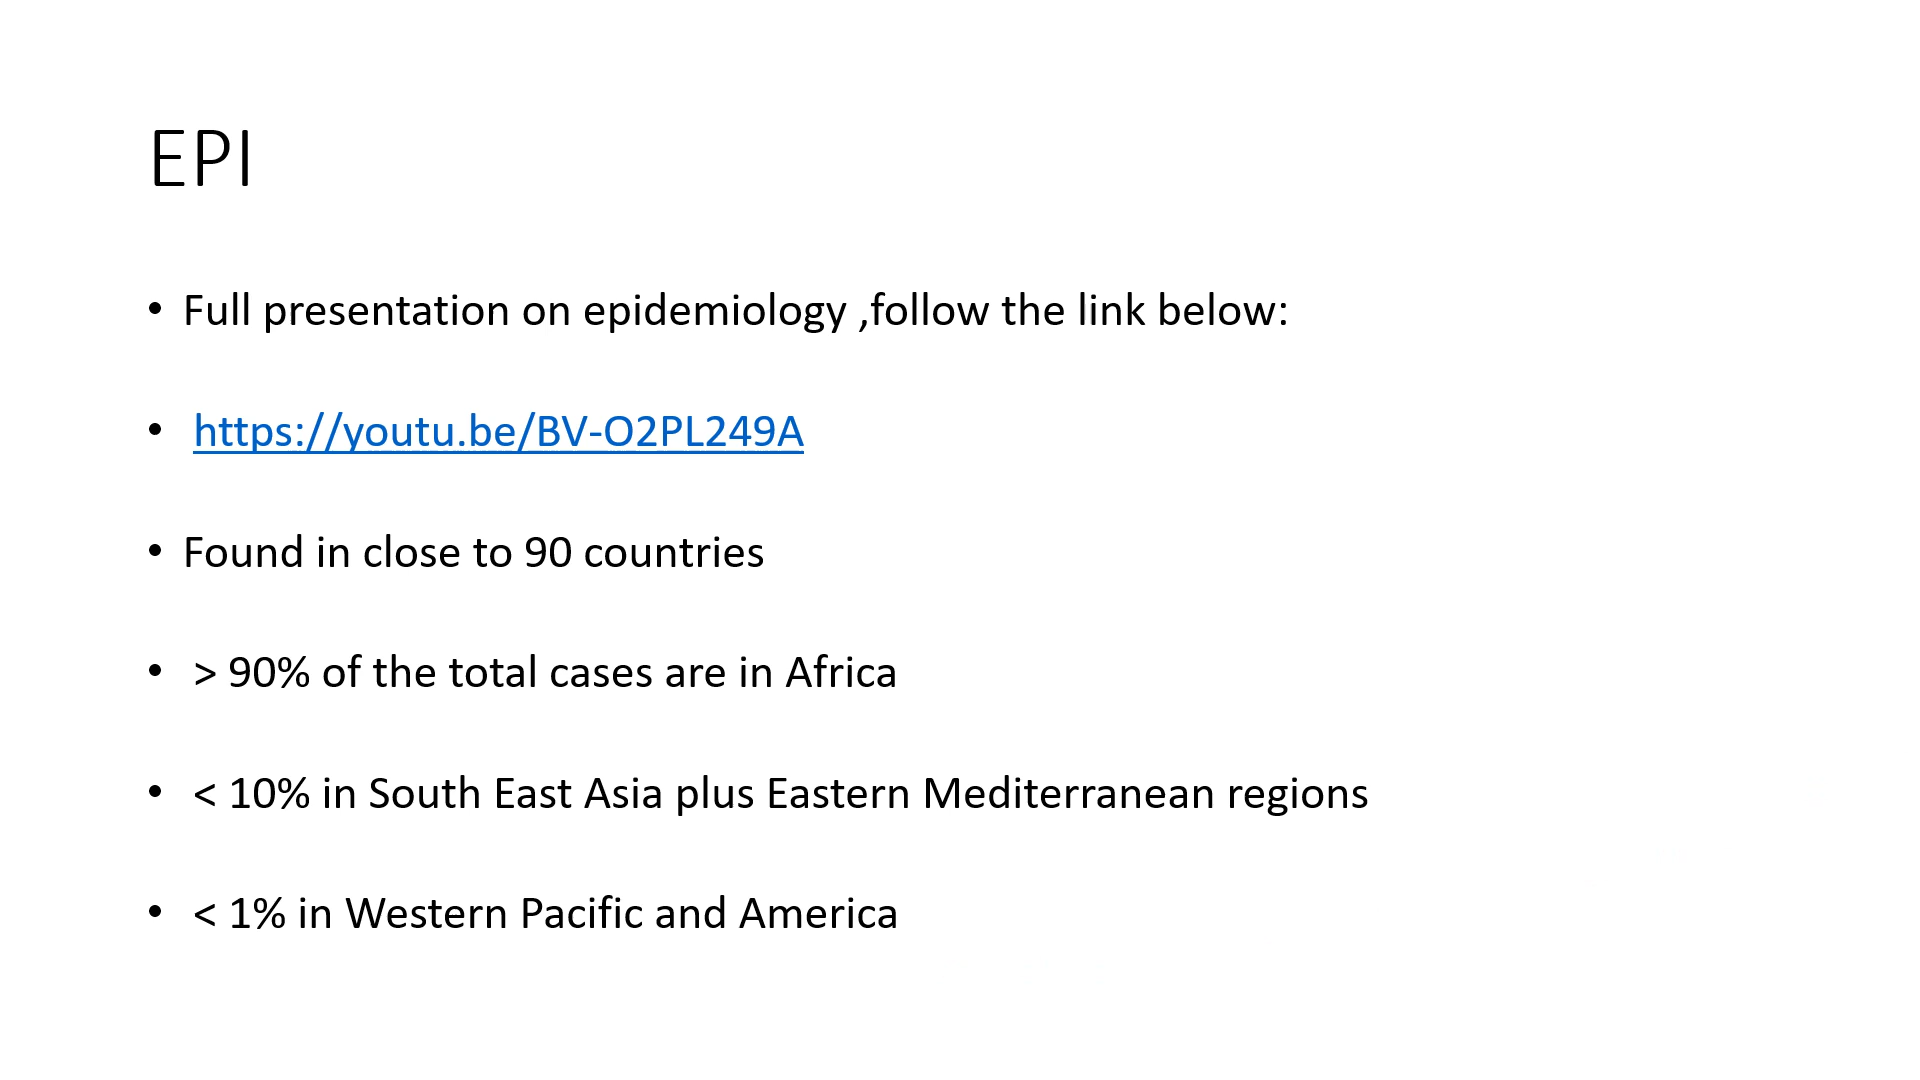 EPI
• Full presentation on epidemiology ,follow the link below:
• https://youtu.be/BV-O2PL249A
• Found in close to 90 countries
• > 90% of the total cases are in Africa
• < 10% in South East Asia plus Eastern Mediterranean regions
• < 1% in Western Pacific and America